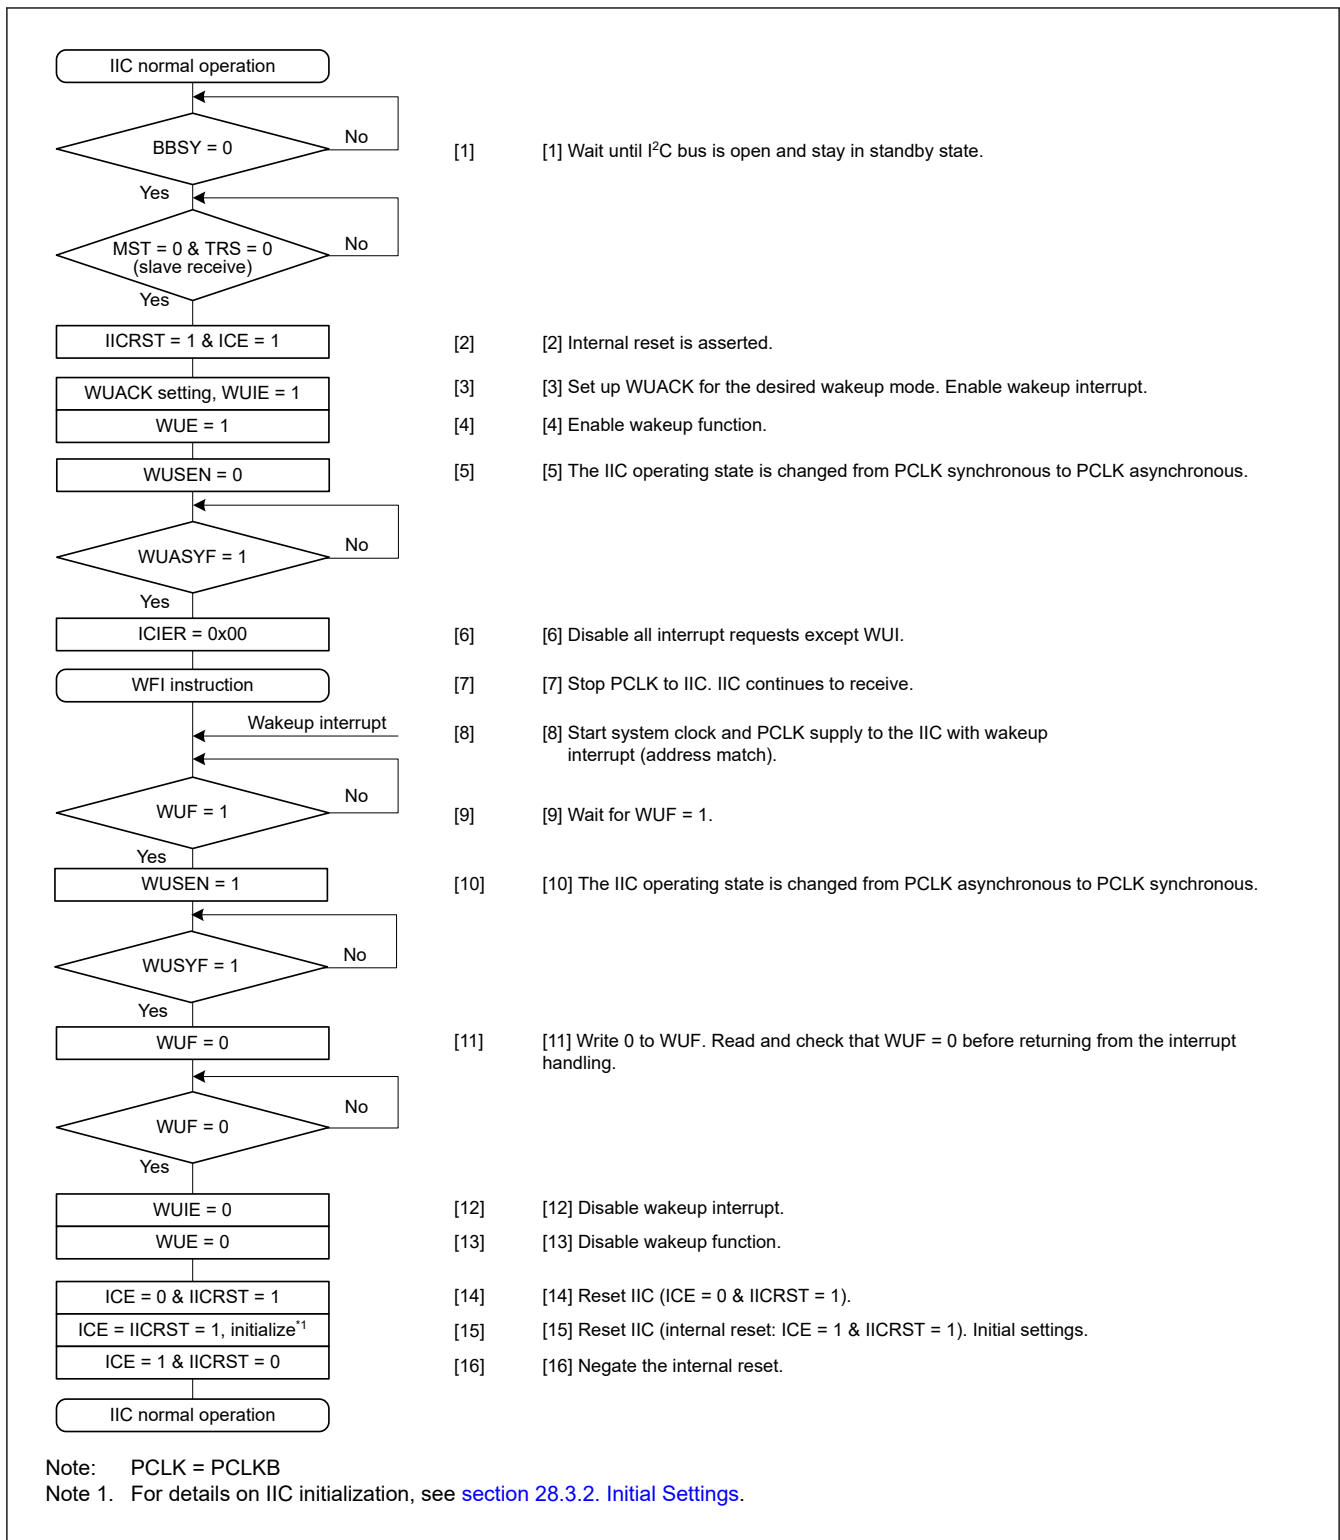 IIC normal operation
BBSY = 0
No
[1] [1] Wait until I²C bus is open and stay in standby state.
Yes
MST = 0 & TRS = 0
(slave receive)
No
Yes
IICRST = 1 & ICE = 1
[2] [2] Internal reset is asserted.
WUACK setting, WUIE = 1
[3] [3] Set up WUACK for the desired wakeup mode. Enable wakeup interrupt.
WUE = 1
[4] [4] Enable wakeup function.
WUSEN = 0
[5] [5] The IIC operating state is changed from PCLK synchronous to PCLK asynchronous.
WUASYF = 1
No
Yes
ICIER = 0x00
[6] [6] Disable all interrupt requests except WUI.
WFI instruction
[7] [7] Stop PCLK to IIC. IIC continues to receive.
Wakeup interrupt
[8] [8] Start system clock and PCLK supply to the IIC with wakeup
interrupt (address match).
WUF = 1
No
[9] [9] Wait for WUF = 1.
Yes
WUSEN = 1
[10] [10] The IIC operating state is changed from PCLK asynchronous to PCLK synchronous.
WUSYF = 1
No
Yes
WUF = 0
[11] [11] Write 0 to WUF. Read and check that WUF = 0 before returning from the interrupt
handling.
WUF = 0
No
Yes
WUIE = 0
[12] [12] Disable wakeup interrupt.
WUE = 0
[13] [13] Disable wakeup function.
ICE = 0 & IICRST = 1
[14] [14] Reset IIC (ICE = 0 & IICRST = 1).
ICE = IICRST = 1, initialize*1
[15] [15] Reset IIC (internal reset: ICE = 1 & IICRST = 1). Initial settings.
ICE = 1 & IICRST = 0
[16] [16] Negate the internal reset.
IIC normal operation
Note: PCLK = PCLKB
Note 1. For details on IIC initialization, see section 28.3.2. Initial Settings.